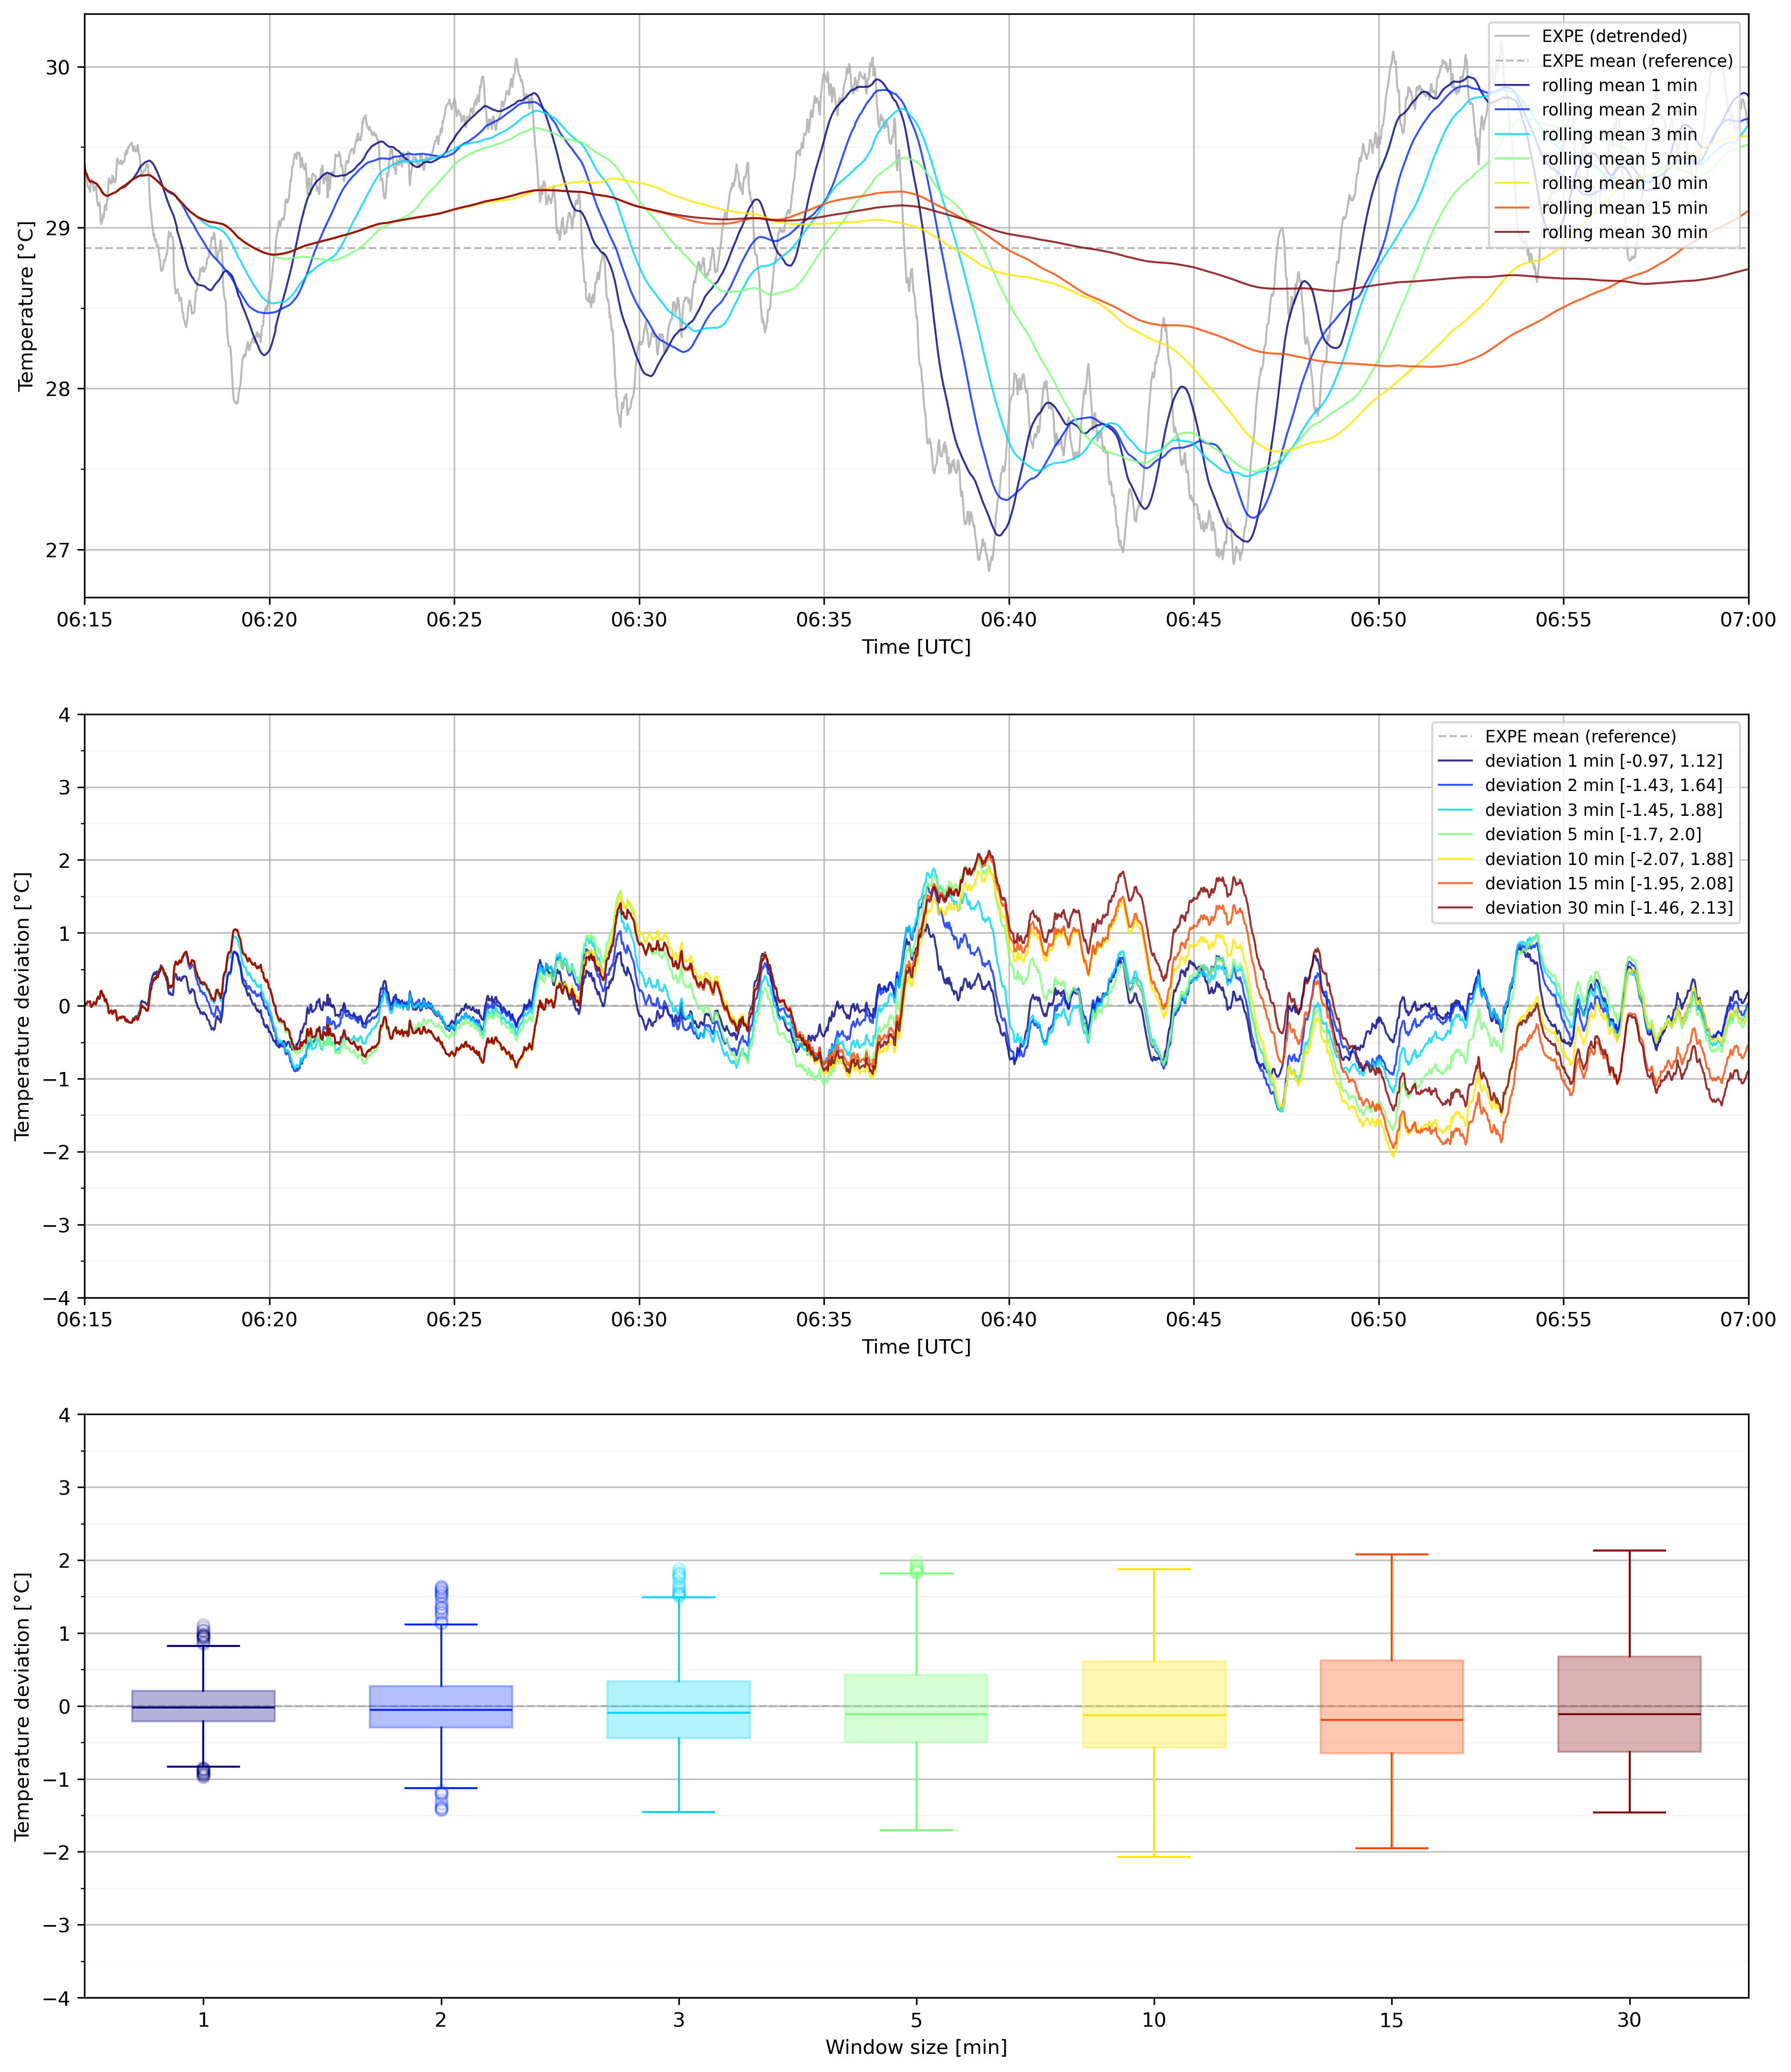 EXPE (detrended)
EXPE mean (reference)
rolling mean 1 min
rolling mean 2 min
rolling mean 3 min
rolling mean 5 min
rolling mean 10 min
rolling mean 15 min
rolling mean 30 min
30
29
28
27
Temperature [°C]
06:15 06:20 06:25 06:30 06:35 06:40 06:45 06:50 06:55 07:00
Time [UTC]
EXPE mean (reference)
deviation 1 min [-0.97, 1.12]
deviation 2 min [-1.43, 1.64]
deviation 3 min [-1.45, 1.88]
deviation 5 min [-1.7, 2.0]
deviation 10 min [-2.07, 1.88]
deviation 15 min [-1.95, 2.08]
deviation 30 min [-1.46, 2.13]
4
3
2
1
0
−1
−2
−3
−4
Temperature deviation [°C]
06:15 06:20 06:25 06:30 06:35 06:40 06:45 06:50 06:55 07:00
Time [UTC]
4
3
2
1
0
−1
−2
−3
−4
Temperature deviation [°C]
1 2 3 5 10 15 30
Window size [min]